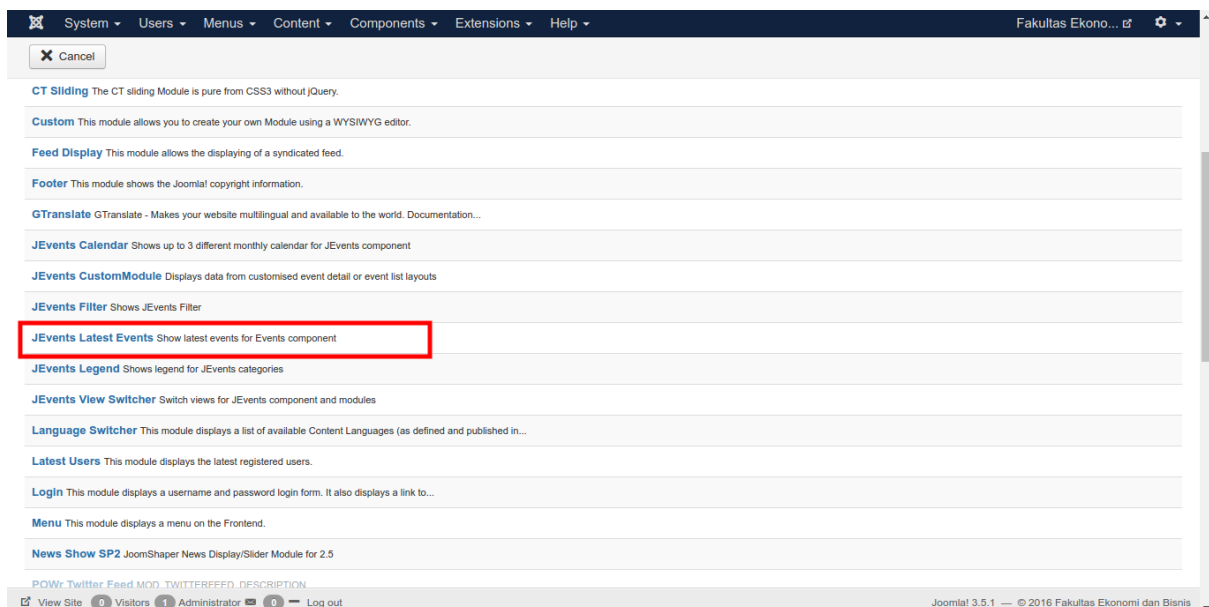 System Users Menus Content Components Extensions Help Fakultas Ekono...
Cancel
CT Sliding The CT sliding Module is pure from CSS3 without jQuery.
Custom This module allows you to create your own Module using a WYSIWYG editor.
Feed Display This module allows the displaying of a syndicated feed.
Footer This module shows the Joomla! copyright information.
GTranslate GTranslate - Makes your website multilingual and available to the world. Documentation...
JEvents Calendar Shows up to 3 different monthly calendar for JEvents component
JEvents CustomModule Displays data from customised event detail or event list layouts
JEvents Filter Shows JEvents Filter
JEvents Latest Events Show latest events for Events component
JEvents Legend Shows legend for JEvents categories
JEvents View Switcher Switch views for JEvents component and modules
Language Switcher This module displays a list of available Content Languages (as defined and published in...
Latest Users This module displays the latest registered users.
Login This module displays a username and password login form. It also displays a link to...
Menu This module displays a menu on the Frontend.
News Show SP2 JoomShaper News Display/Slider Module for 2.5
POWr Twitter Feed MOD_TWITTERFEED_DESCRIPTION
View Site 0 Visitors 1 Administrator 0 Log out Joomla! 3.5.1 — © 2016 Fakultas Ekonomi dan Bisnis